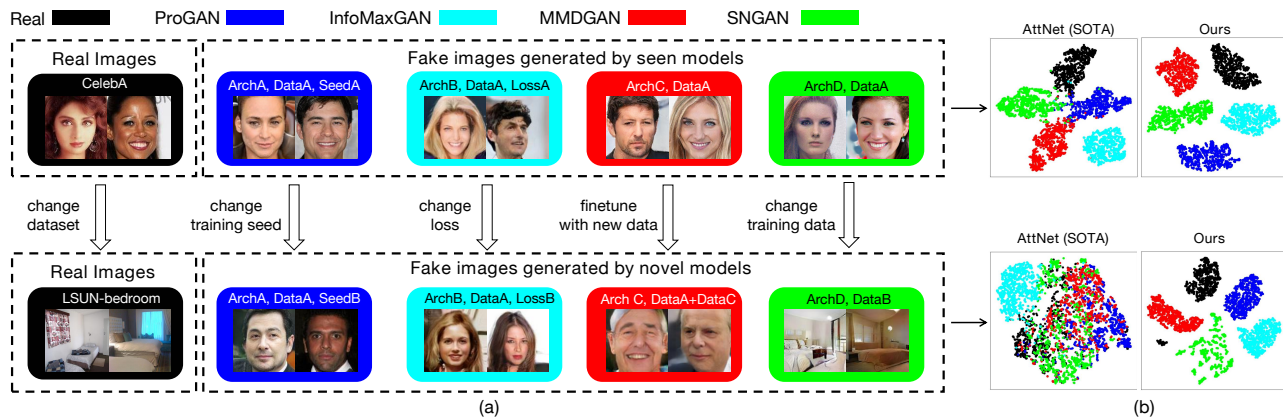 Real ProGAN InfoMaxGAN MMDGAN SNGAN
Real Images
CelebA
Fake images generated by seen models
ArchA, DataA, SeedA
ArchB, DataA, LossA
ArchC, DataA
ArchD, DataA
AttNet (SOTA)
Ours
change
dataset
change
training seed
change
loss
finetune
with new data
change
training data
Real Images
LSUN-bedroom
Fake images generated by novel models
ArchA, DataA, SeedB
ArchB, DataA, LossB
Arch C, DataA+DataC
ArchD, DataB
AttNet (SOTA)
Ours
(a)
(b)